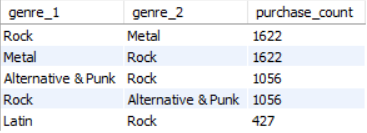 genre_1 genre_2 purchase_count
Rock Metal 1622
Metal Rock 1622
Alternative & Punk Rock 1056
Rock Alternative & Punk 1056
Latin Rock 427